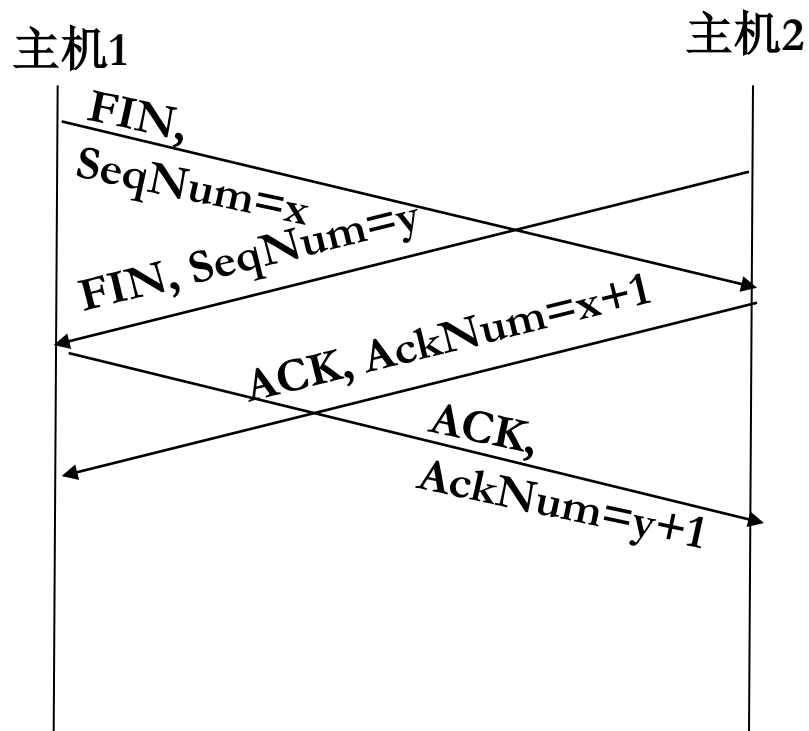 主机1
主机2
FIN,
SeqNum=x
FIN, SeqNum=y
ACK, AckNum=x+1
ACK,
AckNum=y+1